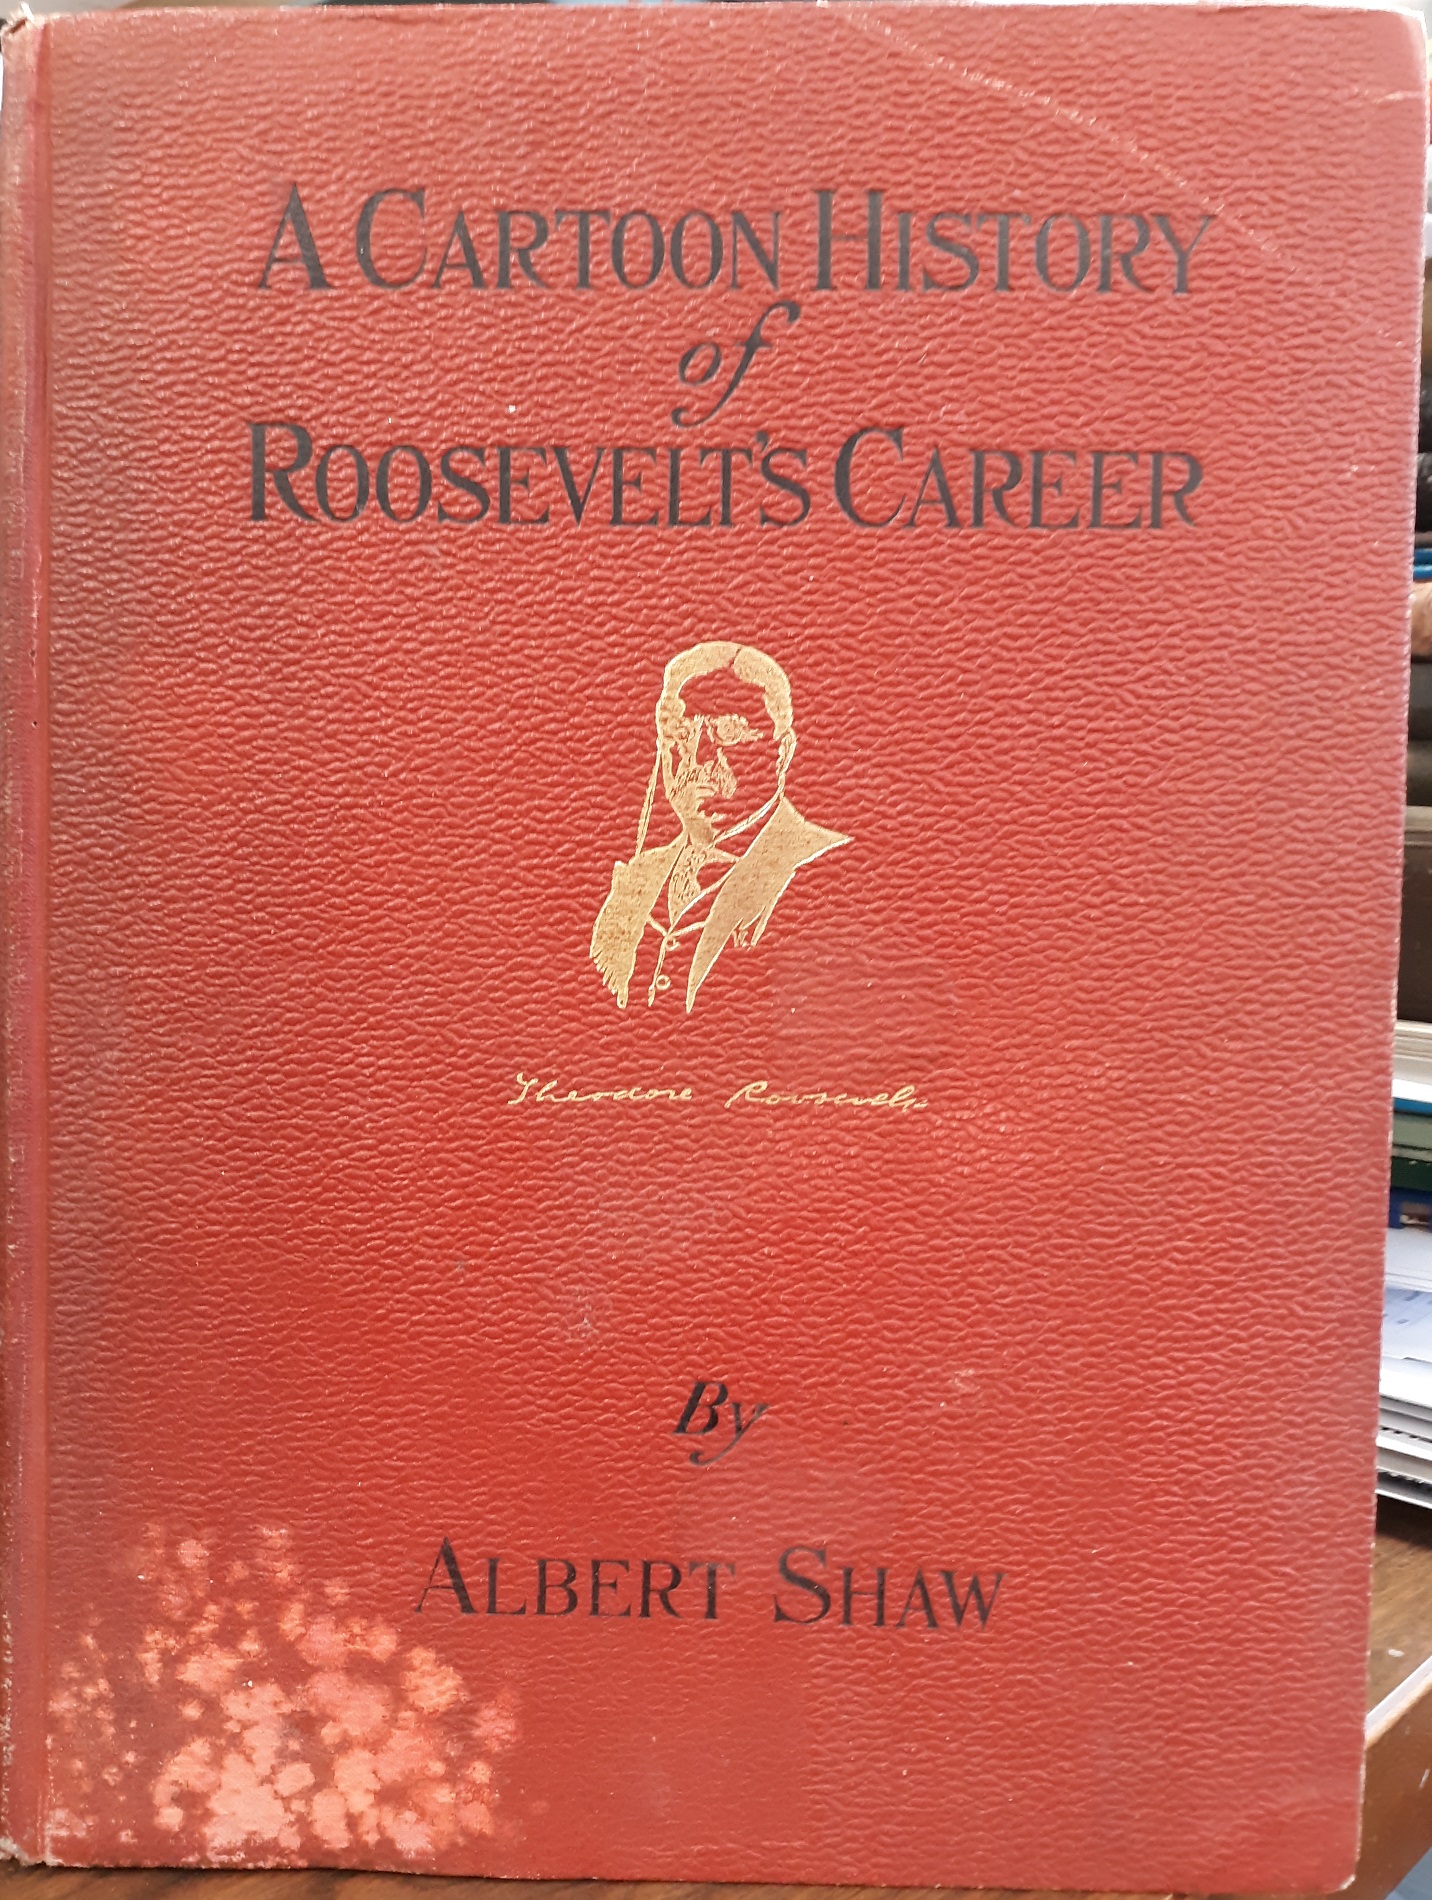 A CARTOON HISTORY
of
ROOSEVELT'S CAREER
Theodore Roosevelt
By
ALBERT SHAW